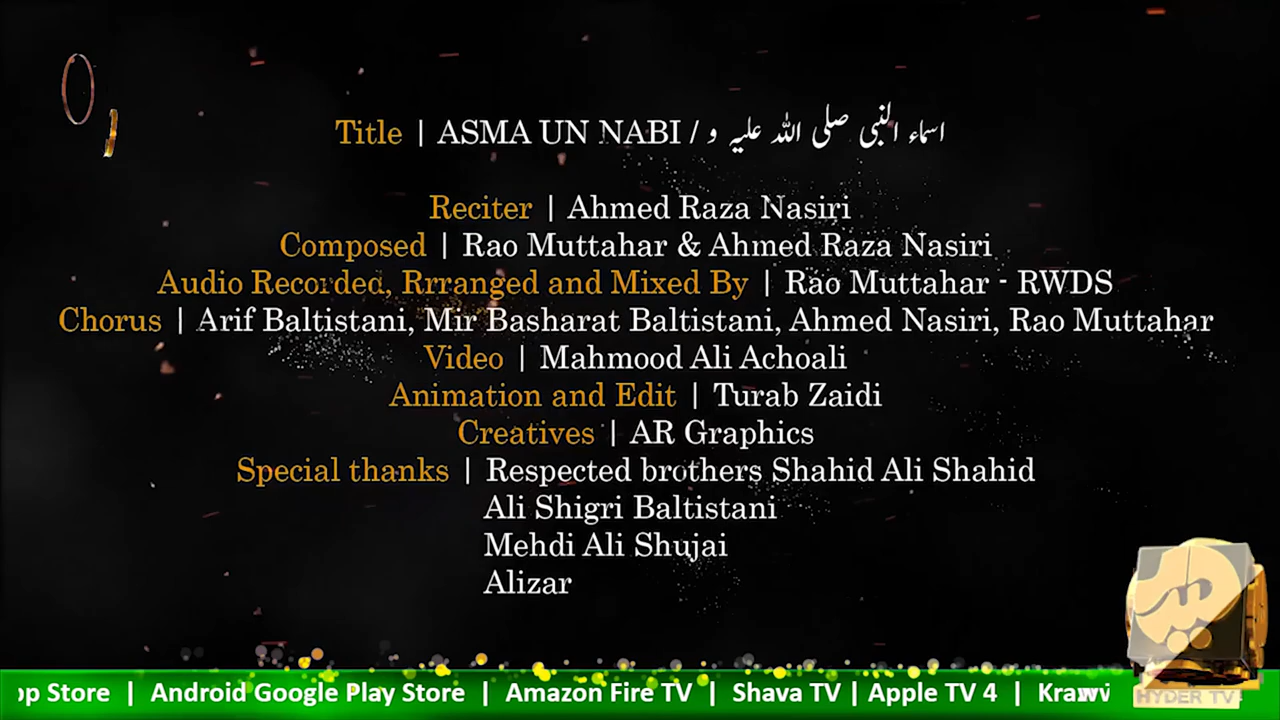 Title | ASMA UN NABI / اسماء النبی صلی اللہ علیہ و
Reciter | Ahmed Raza Nasiri
Composed | Rao Muttahar & Ahmed Raza Nasiri
Audio Recorded, Rrranged and Mixed By | Rao Muttahar - RWDS
Chorus | Arif Baltistani, Mir Basharat Baltistani, Ahmed Nasiri, Rao Muttahar
Video | Mahmood Ali Achoali
Animation and Edit | Turab Zaidi
Creatives | AR Graphics
Special thanks | Respected brothers Shahid Ali Shahid
Ali Shigri Baltistani
Mehdi Ali Shujai
Alizar
Store | Android Google Play Store | Amazon Fire TV | Shava TV | Apple TV 4 |
HYDER TV